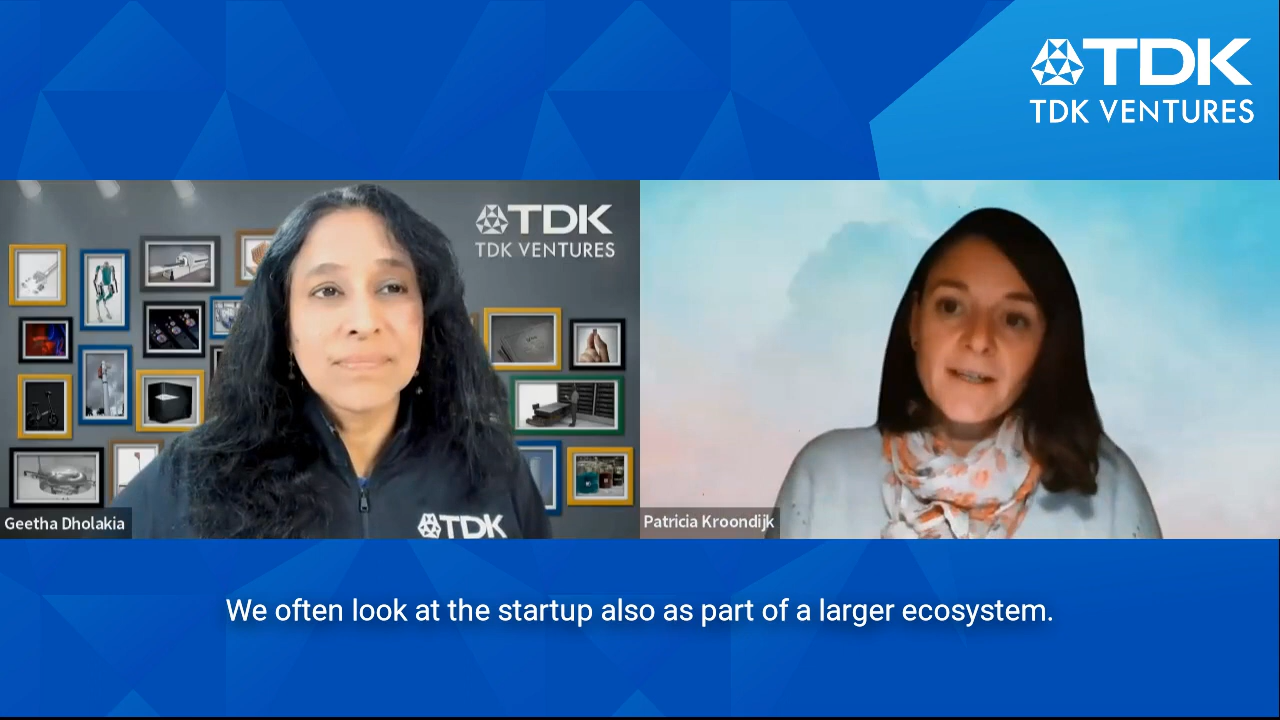 TDK
TDK VENTURES
TDK
TDK VENTURES
TDK
Geetha Dholakia
Patricia Kroondijk
We often look at the startup also as part of a larger ecosystem.